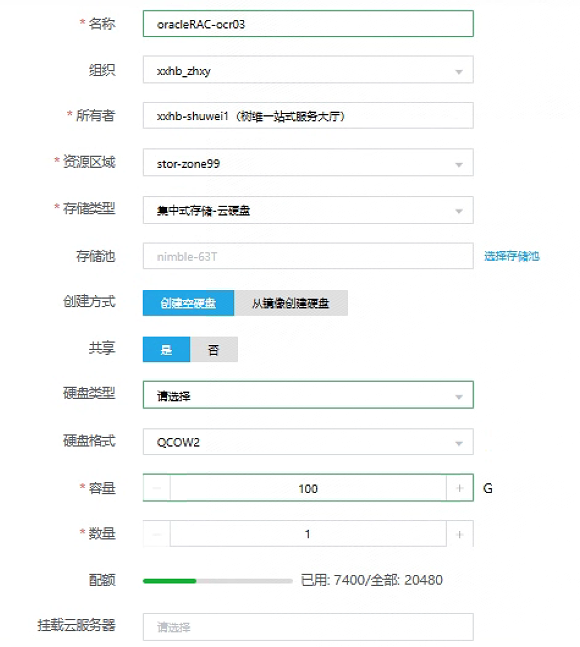 * 名称 oracleRAC-ocr03
组织 xxhb_zhxy
* 所有者 xxhb-shuwei1（树维一站式服务大厅）
* 资源区域 stor-zone99
* 存储类型 集中式存储-云硬盘
存储池 nimble-63T 选择存储池
创建方式 创建空硬盘 从镜像创建硬盘
共享 是 否
硬盘类型 请选择
硬盘格式 QCOW2
* 容量 − 100 + G
* 数量 − 1 +
配额 已用: 7400/全部: 20480
挂载云服务器 请选择